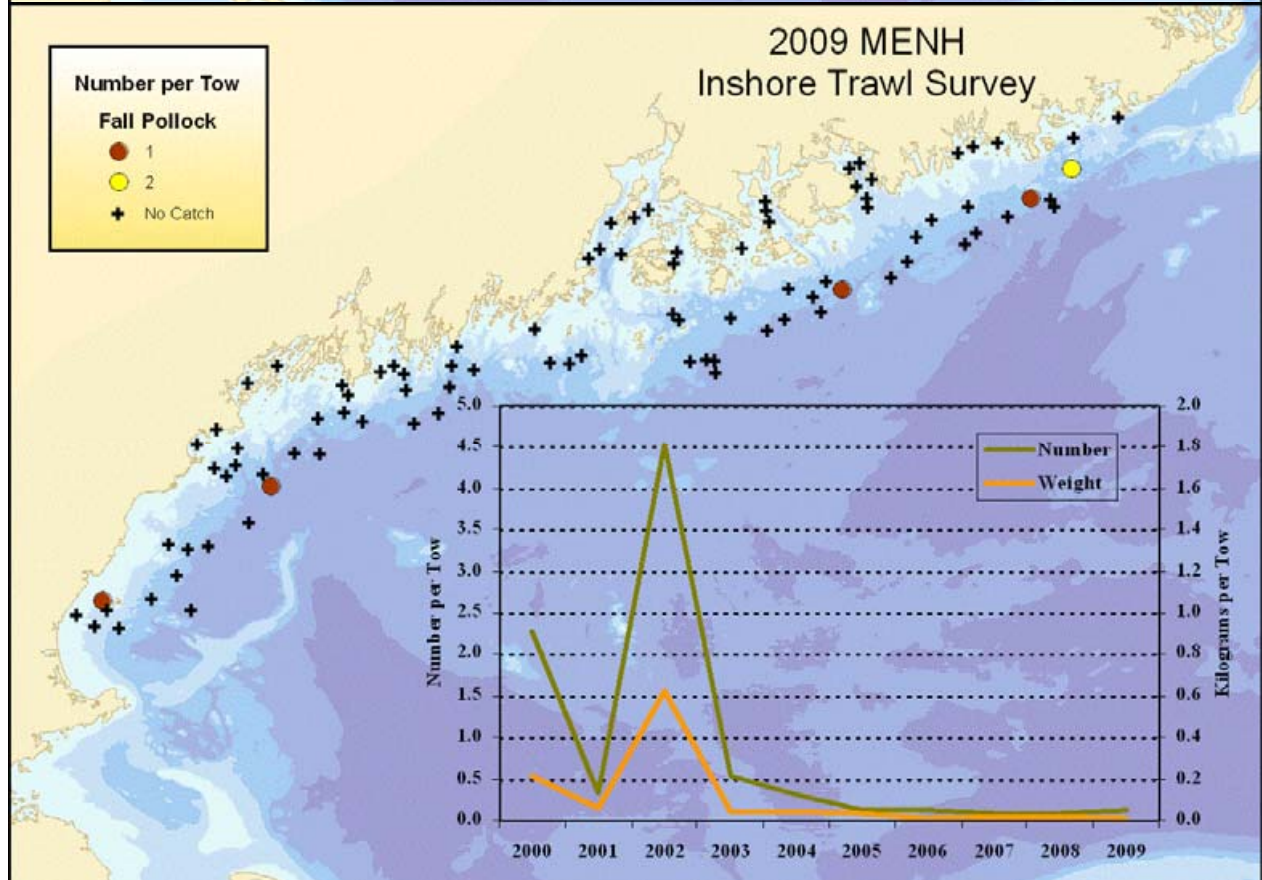 2009 MENH
Inshore Trawl Survey
Number per Tow
Fall Pollock
1
2
No Catch
5.0
4.5
4.0
3.5
3.0
2.5
2.0
1.5
1.0
0.5
0.0
Number per Tow
Number
Weight
2.0
1.8
1.6
1.4
1.2
1.0
0.8
0.6
0.4
0.2
0.0
Kilograms per Tow
2000 2001 2002 2003 2004 2005 2006 2007 2008 2009